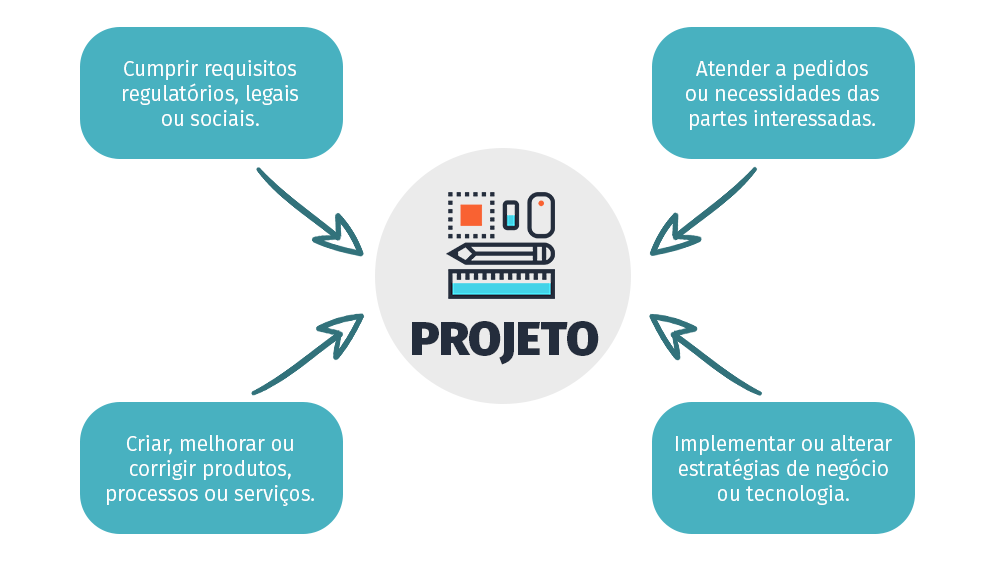 Cumprir requisitos
regulatórios, legais
ou sociais.
Atender a pedidos
ou necessidades das
partes interessadas.
PROJETO
Criar, melhorar ou
corrigir produtos,
processos ou serviços.
Implementar ou alterar
estratégias de negócio
ou tecnologia.